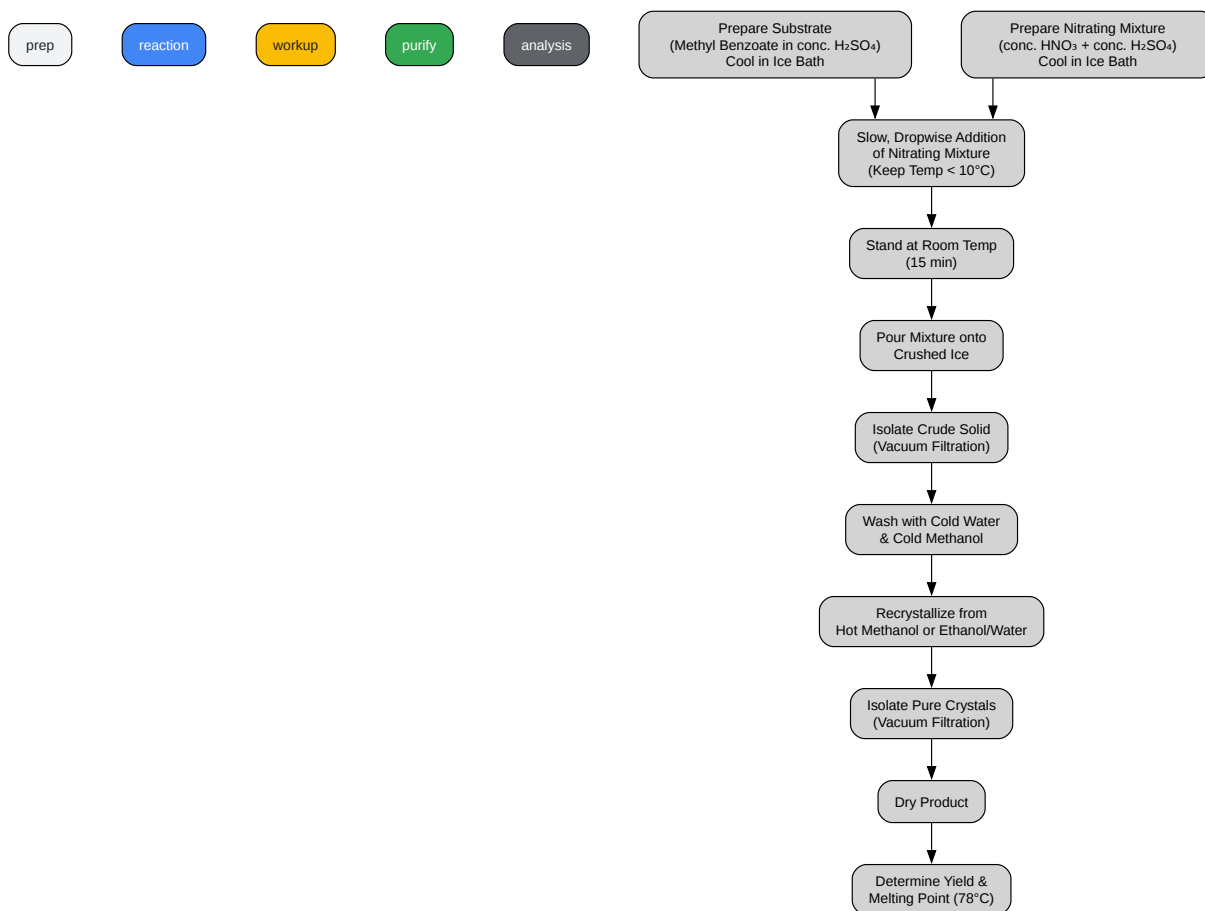 prep
reaction
workup
purify
analysis
Prepare Substrate
(Methyl Benzoate in conc. H₂SO₄)
Cool in Ice Bath
Prepare Nitrating Mixture
(conc. HNO₃ + conc. H₂SO₄)
Cool in Ice Bath
Slow, Dropwise Addition
of Nitrating Mixture
(Keep Temp < 10°C)
Stand at Room Temp
(15 min)
Pour Mixture onto
Crushed Ice
Isolate Crude Solid
(Vacuum Filtration)
Wash with Cold Water
& Cold Methanol
Recrystallize from
Hot Methanol or Ethanol/Water
Isolate Pure Crystals
(Vacuum Filtration)
Dry Product
Determine Yield &
Melting Point (78°C)